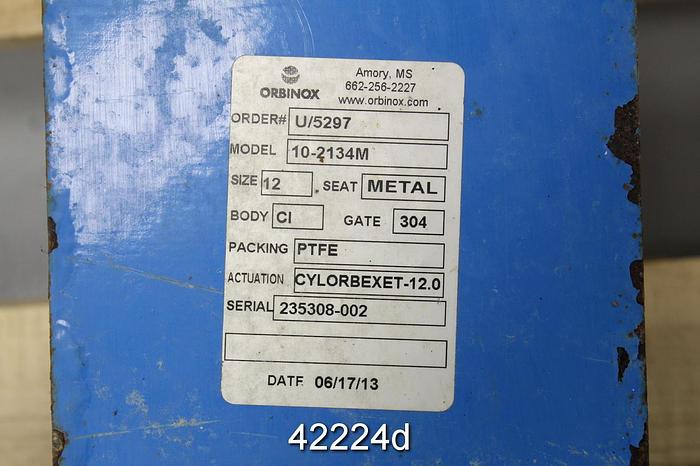 Amory, MS
ORBINOX 662-256-2227
www.orbinox.com
ORDER# U/5297
MODEL 10-2134M
SIZE 12 . SEAT METAL
BODY CI GATE 304
PACKING PTFE
ACTUATION CYLORBEXET-12.0
SERIAL 235308-002
DATE 06/17/13
42224d